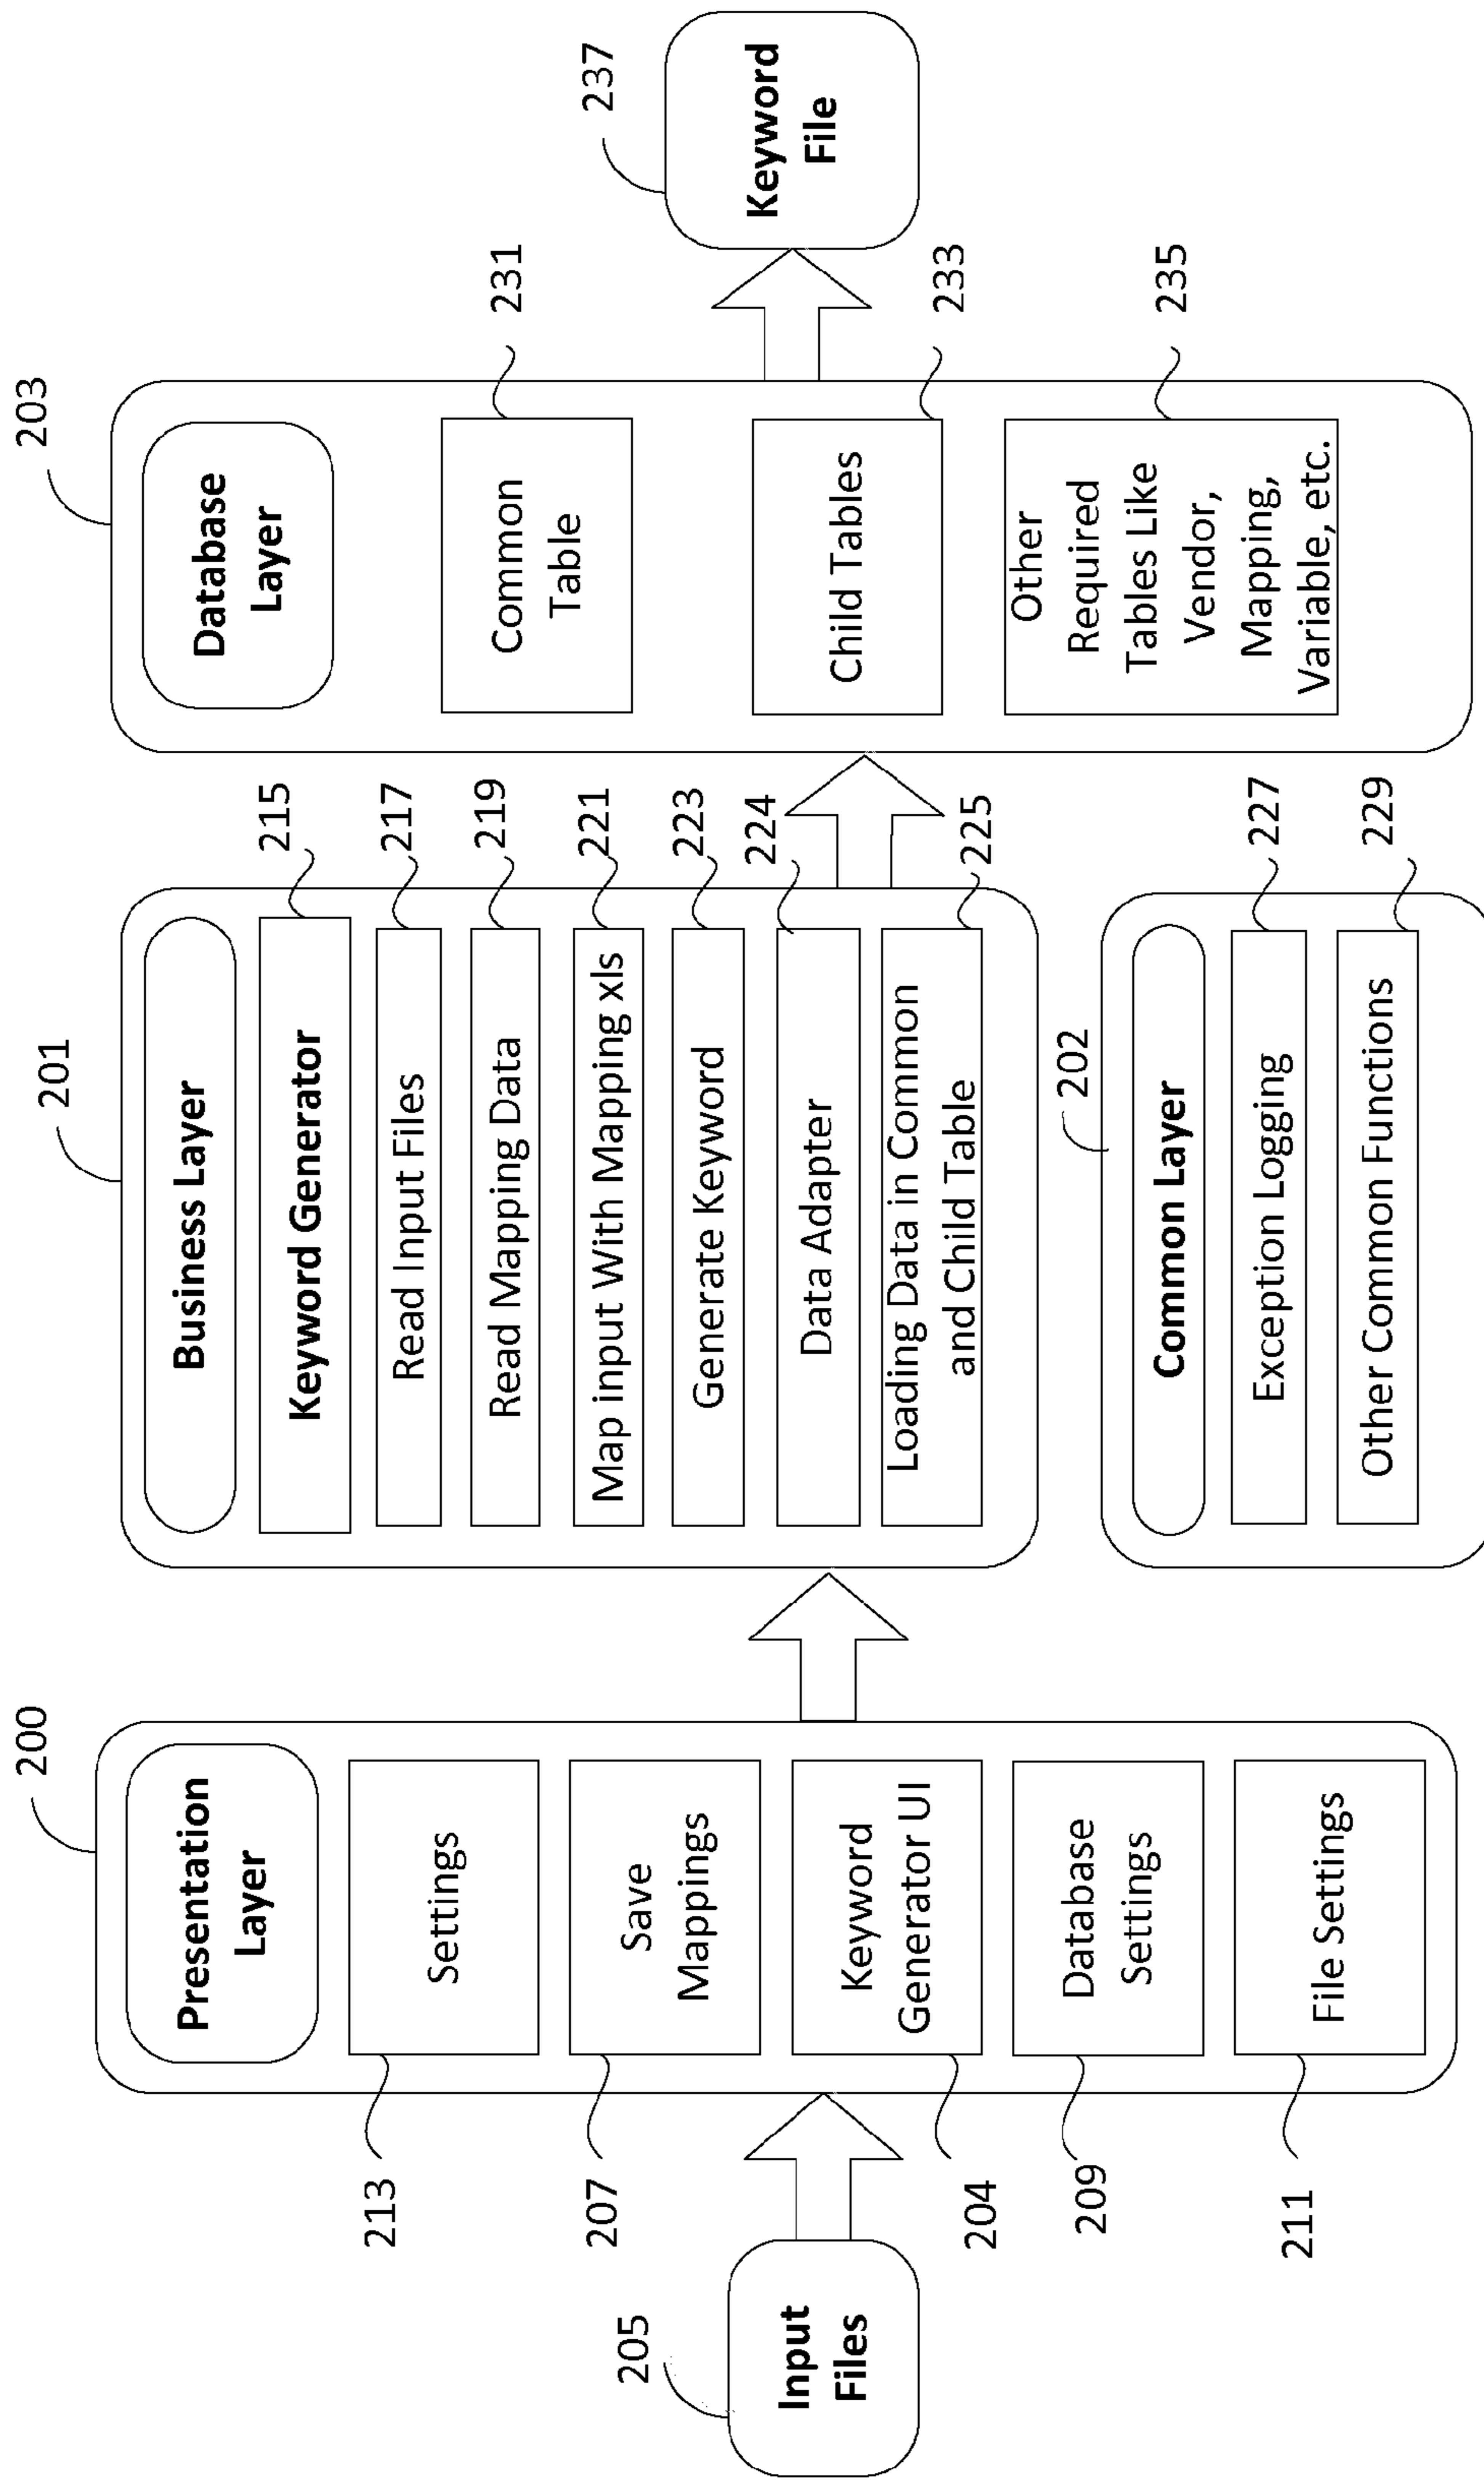 205
Input
Files
200
Presentation
Layer
213
Settings
207
Save
Mappings
204
Keyword
Generator UI
209
Database
Settings
211
File Settings
201
Business Layer
Keyword Generator
215
Read Input Files
217
Read Mapping Data
219
Map input With Mapping xls
221
Generate Keyword
223
Data Adapter
224
Loading Data in Common
and Child Table
225
202
Common Layer
Exception Logging
227
Other Common Functions
229
203
Database
Layer
Common
Table
231
Child Tables
233
Other
Required
Tables Like
Vendor,
Mapping,
Variable, etc.
235
237
Keyword
File